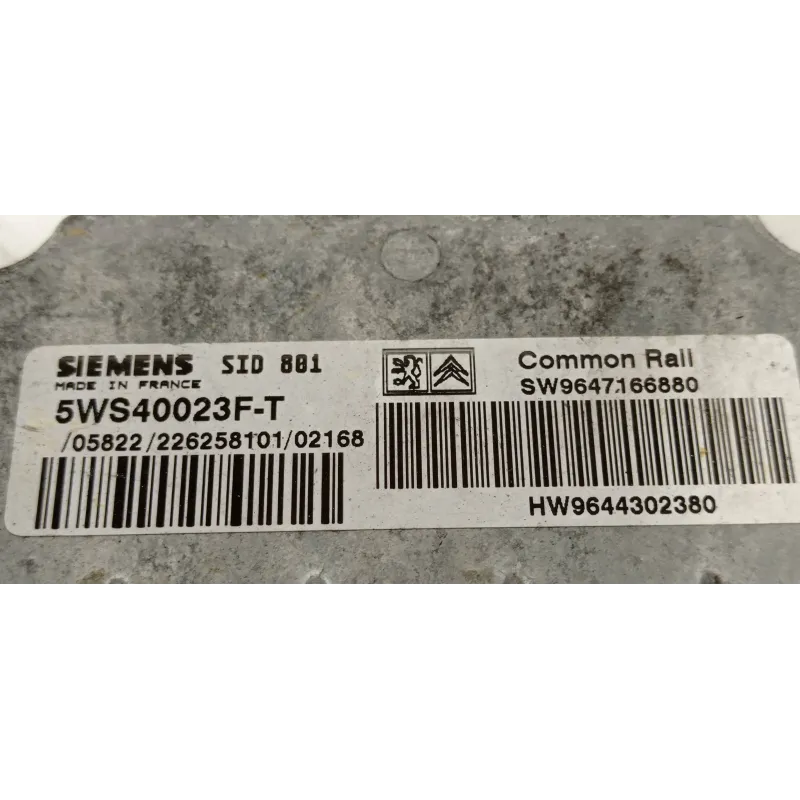 SIEMENS SID 801
MADE IN FRANCE
5WS40023F-T
/05822/226258101/02168
Common Rail
SW9647166880
HW9644302380